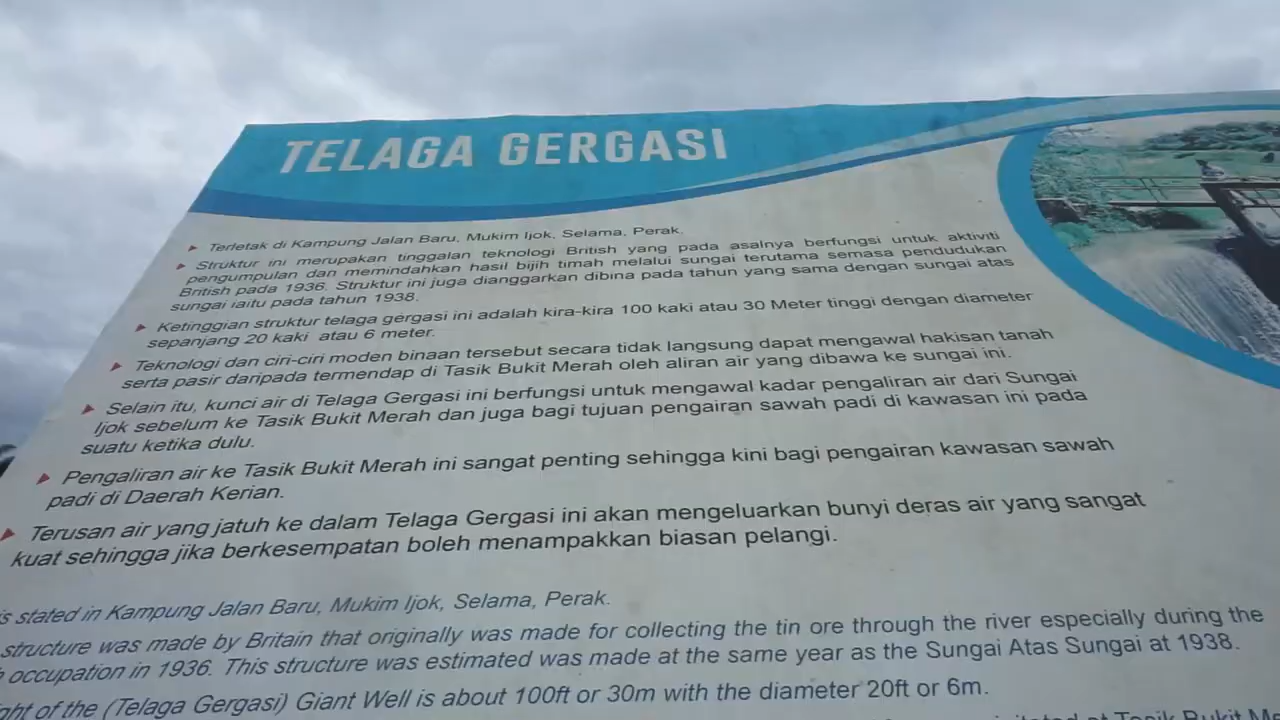 TELAGA GERGASI
Terletak di Kampung Jalan Baru, Mukim Ijok, Selama, Perak.
Struktur ini merupakan tinggalan teknologi British yang pada asalnya berfungsi untuk aktiviti
pengumpulan dan memindahkan hasil bijih timah melalui sungai terutama semasa pendudukan
British pada 1936. Struktur ini juga dianggarkan dibina pada tahun yang sama dengan sungai atas
sungai iaitu pada tahun 1938.
Ketinggian struktur telaga gergasi ini adalah kira-kira 100 kaki atau 30 Meter tinggi dengan diameter
sepanjang 20 kaki atau 6 meter.
Teknologi dan ciri-ciri moden binaan tersebut secara tidak langsung dapat mengawal hakisan tanah
serta pasir daripada termendap di Tasik Bukit Merah oleh aliran air yang dibawa ke sungai ini.
Selain itu, kunci air di Telaga Gergasi ini berfungsi untuk mengawal kadar pengaliran air dari Sungai
Ijok sebelum ke Tasik Bukit Merah dan juga bagi tujuan pengairan sawah padi di kawasan ini pada
suatu ketika dulu.
Pengaliran air ke Tasik Bukit Merah ini sangat penting sehingga kini bagi pengairan kawasan sawah
padi di Daerah Kerian.
Terusan air yang jatuh ke dalam Telaga Gergasi ini akan mengeluarkan bunyi deras air yang sangat
kuat sehingga jika berkesempatan boleh menampakkan biasan pelangi.
is stated in Kampung Jalan Baru, Mukim Ijok, Selama, Perak.
structure was made by Britain that originally was made for collecting the tin ore through the river especially during the
occupation in 1936. This structure was estimated was made at the same year as the Sungai Atas Sungai at 1938.
of the (Telaga Gergasi) Giant Well is about 100ft or 30m with the diameter 20ft or 6m.
at Tasik Bukit